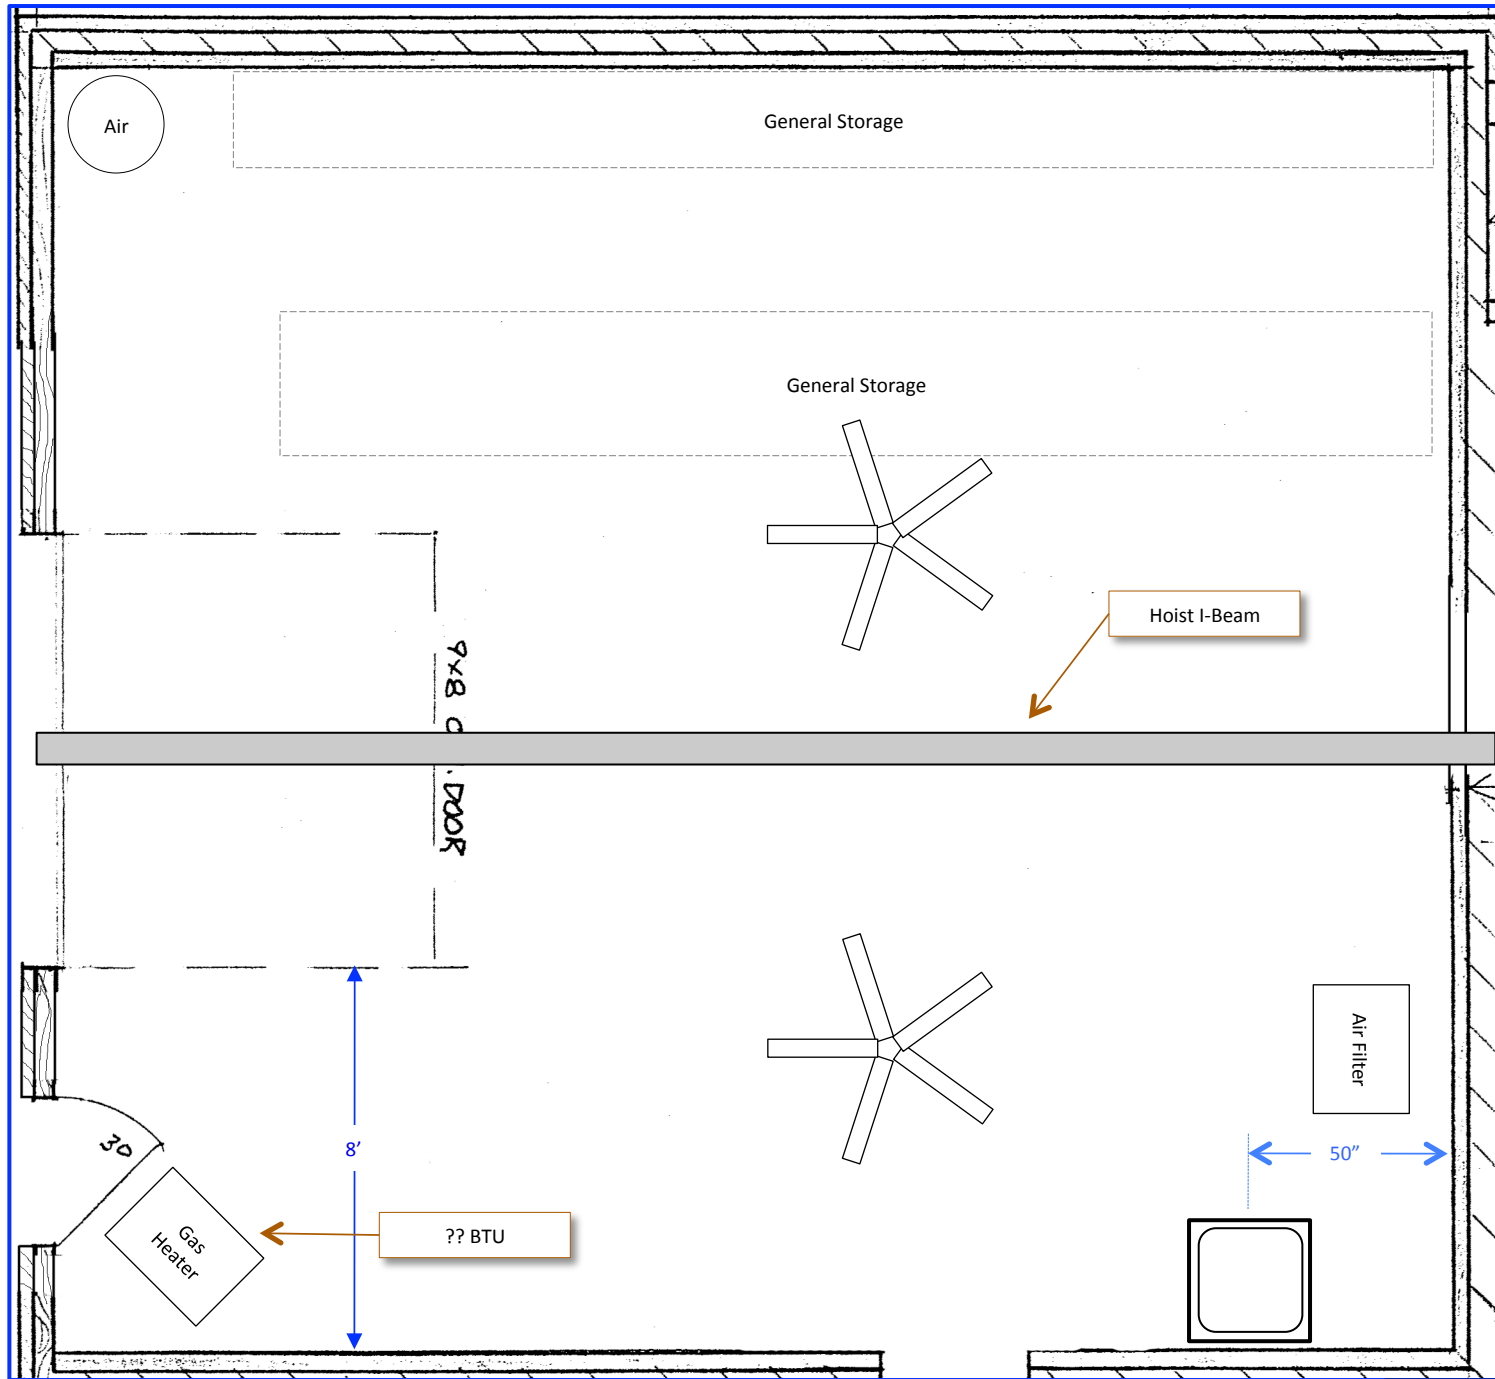 Air
General Storage
General Storage
Hoist I-Beam
9x8 O
. DOOR
Air Filter
30
8’
50”
Gas
Heater
?? BTU